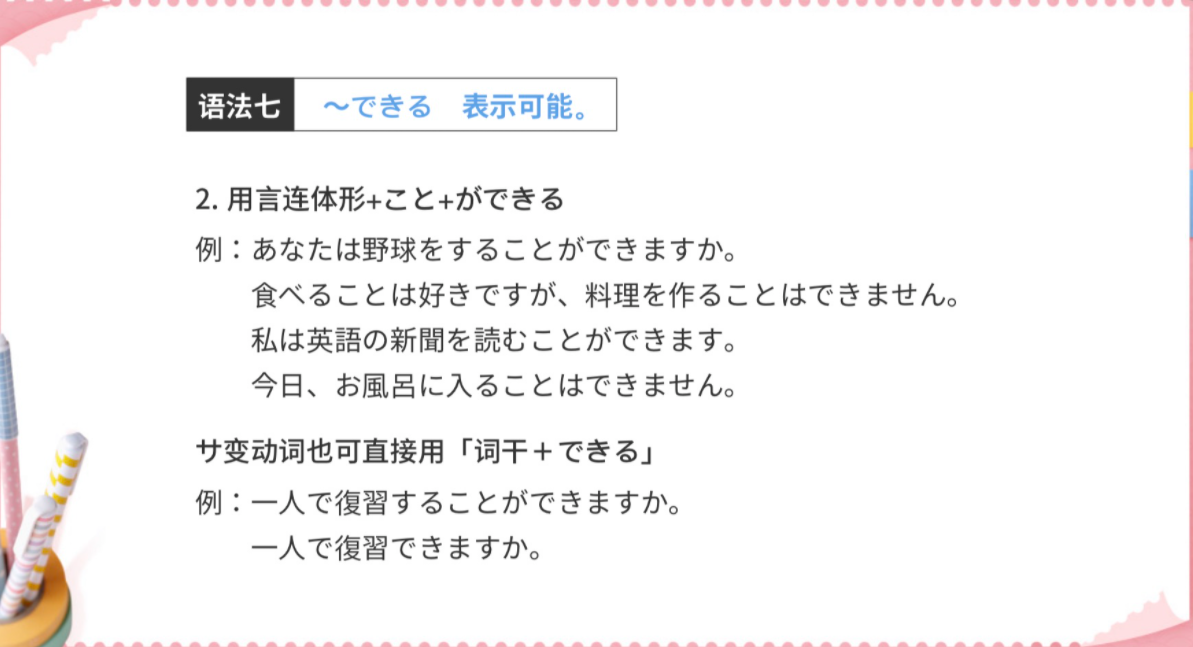 语法七 ～できる 表示可能。
2. 用言连体形+こと+ができる
例：あなたは野球をすることができますか。
食べることは好きですが、料理を作ることはできません。
私は英語の新聞を読むことができます。
今日、お風呂に入ることはできません。
サ变动词也可直接用「词干＋できる」
例：一人で復習することができますか。
一人で復習できますか。